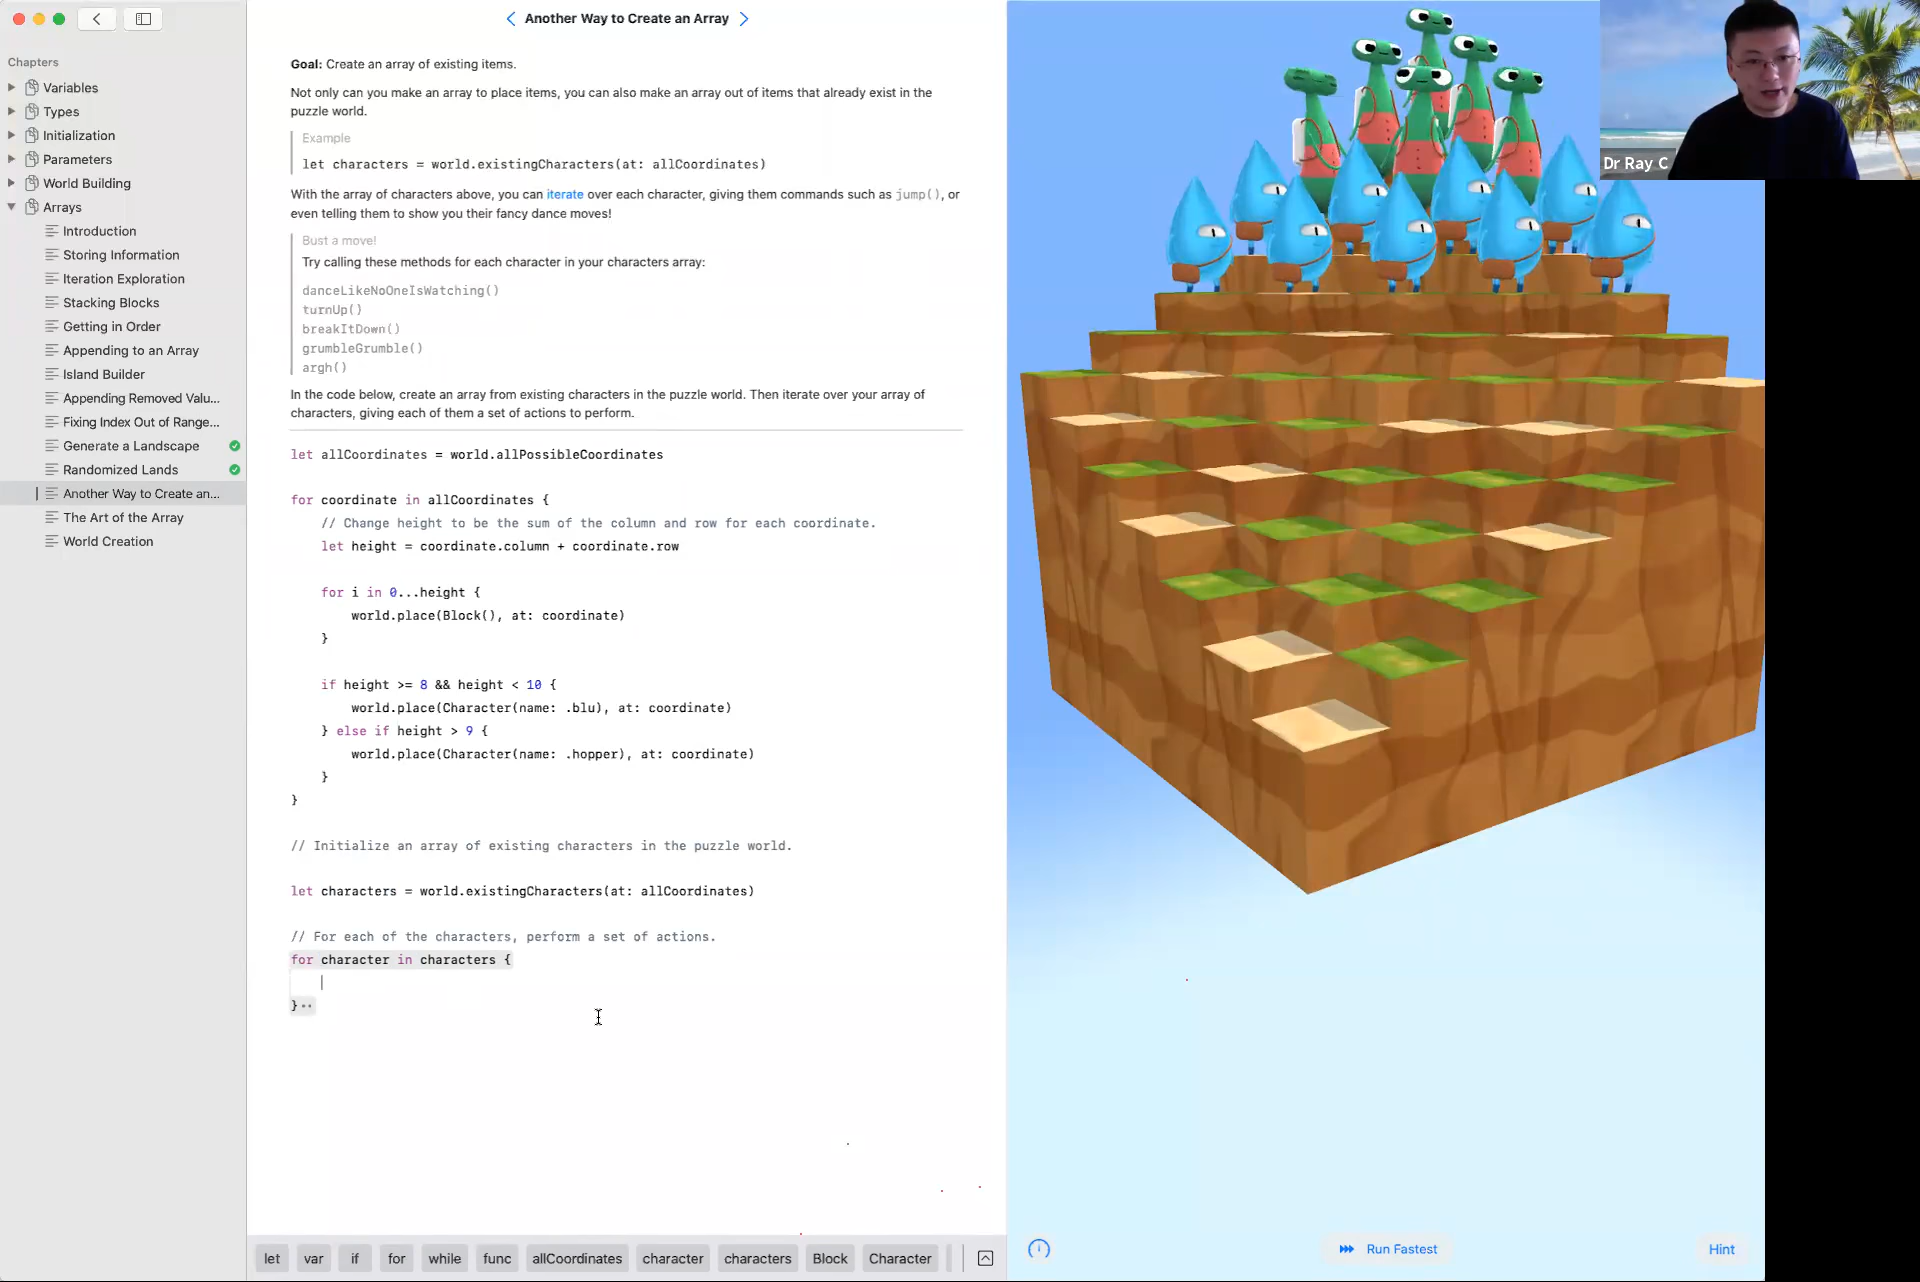 Another Way to Create an Array
Chapters
Variables
Types
Initialization
Parameters
World Building
Arrays
Introduction
Storing Information
Iteration Exploration
Stacking Blocks
Getting in Order
Appending to an Array
Island Builder
Appending Removed Valu...
Fixing Index Out of Range...
Generate a Landscape
Randomized Lands
Another Way to Create an...
The Art of the Array
World Creation
Goal: Create an array of existing items.
Not only can you make an array to place items, you can also make an array out of items that already exist in the
puzzle world.
Example
let characters = world.existingCharacters(at: allCoordinates)
With the array of characters above, you can iterate over each character, giving them commands such as jump(), or
even telling them to show you their fancy dance moves!
Bust a move!
Try calling these methods for each character in your characters array:
danceLikeNoOneIsWatching()
turnUp()
breakItDown()
grumbleGrumble()
argh()
In the code below, create an array from existing characters in the puzzle world. Then iterate over your array of
characters, giving each of them a set of actions to perform.
let allCoordinates = world.allPossibleCoordinates
for coordinate in allCoordinates {
// Change height to be the sum of the column and row for each coordinate.
let height = coordinate.column + coordinate.row
for i in 0...height {
world.place(Block(), at: coordinate)
}
if height >= 8 && height < 10 {
world.place(Character(name: .blu), at: coordinate)
} else if height > 9 {
world.place(Character(name: .hopper), at: coordinate)
}
}
// Initialize an array of existing characters in the puzzle world.
let characters = world.existingCharacters(at: allCoordinates)
// For each of the characters, perform a set of actions.
for character in characters {
}
let var if for while func allCoordinates character characters Block Character
Dr Ray C
Run Fastest
Hint